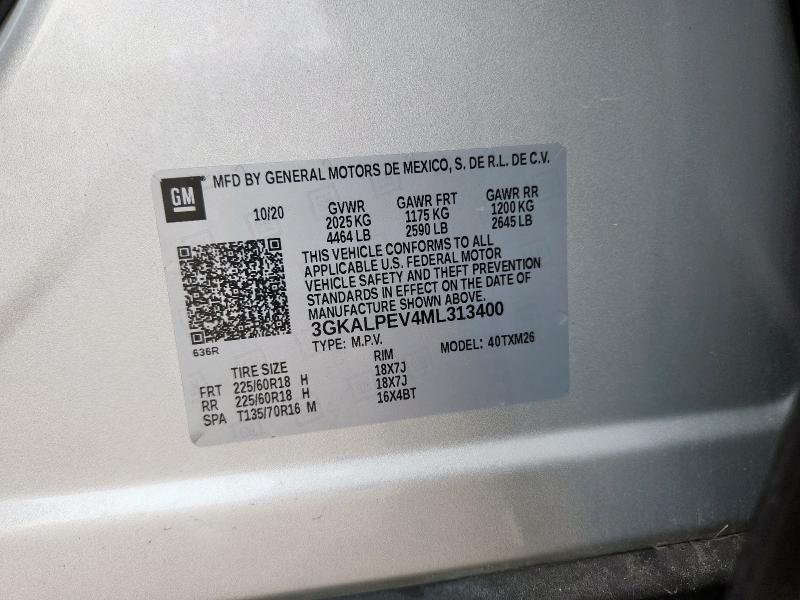 GM
MFD BY GENERAL MOTORS DE MEXICO, S. DE R.L. DE C.V.
10/20 GVWR GAWR FRT GAWR RR
2025 KG 1175 KG 1200 KG
4464 LB 2590 LB 2645 LB
THIS VEHICLE CONFORMS TO ALL
APPLICABLE U.S. FEDERAL MOTOR
VEHICLE SAFETY AND THEFT PREVENTION
STANDARDS IN EFFECT ON THE DATE OF
MANUFACTURE SHOWN ABOVE.
3GKALPEV4ML313400
636R
TYPE: M.P.V. MODEL: 40TXM26
TIRE SIZE RIM
FRT 225/60R18 H 18X7J
RR 225/60R18 H 18X7J
SPA T135/70R16 M 16X4BT